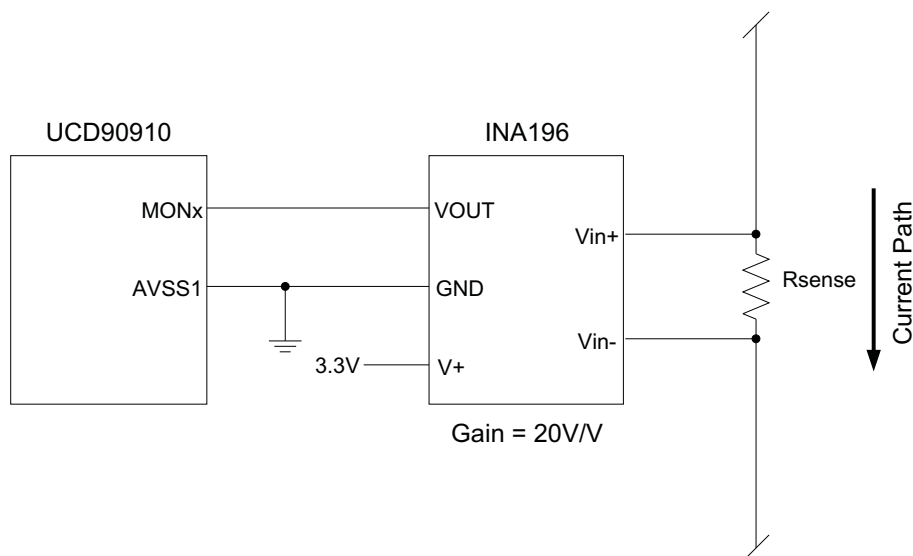 UCD90910
INA196
MONx
VOUT
Vin+
AVSS1
GND
Rsense
Vin-
3.3V
V+
Current Path
Gain = 20V/V